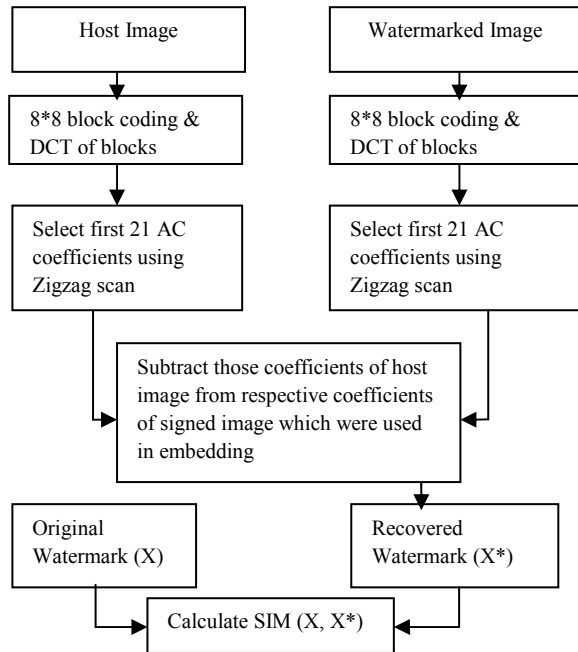 Host Image
Watermarked Image
8*8 block coding &
DCT of blocks
8*8 block coding &
DCT of blocks
Select first 21 AC
coefficients using
Zigzag scan
Select first 21 AC
coefficients using
Zigzag scan
Subtract those coefficients of host
image from respective coefficients
of signed image which were used
in embedding
Original
Watermark (X)
Recovered
Watermark (X*)
Calculate SIM (X, X*)